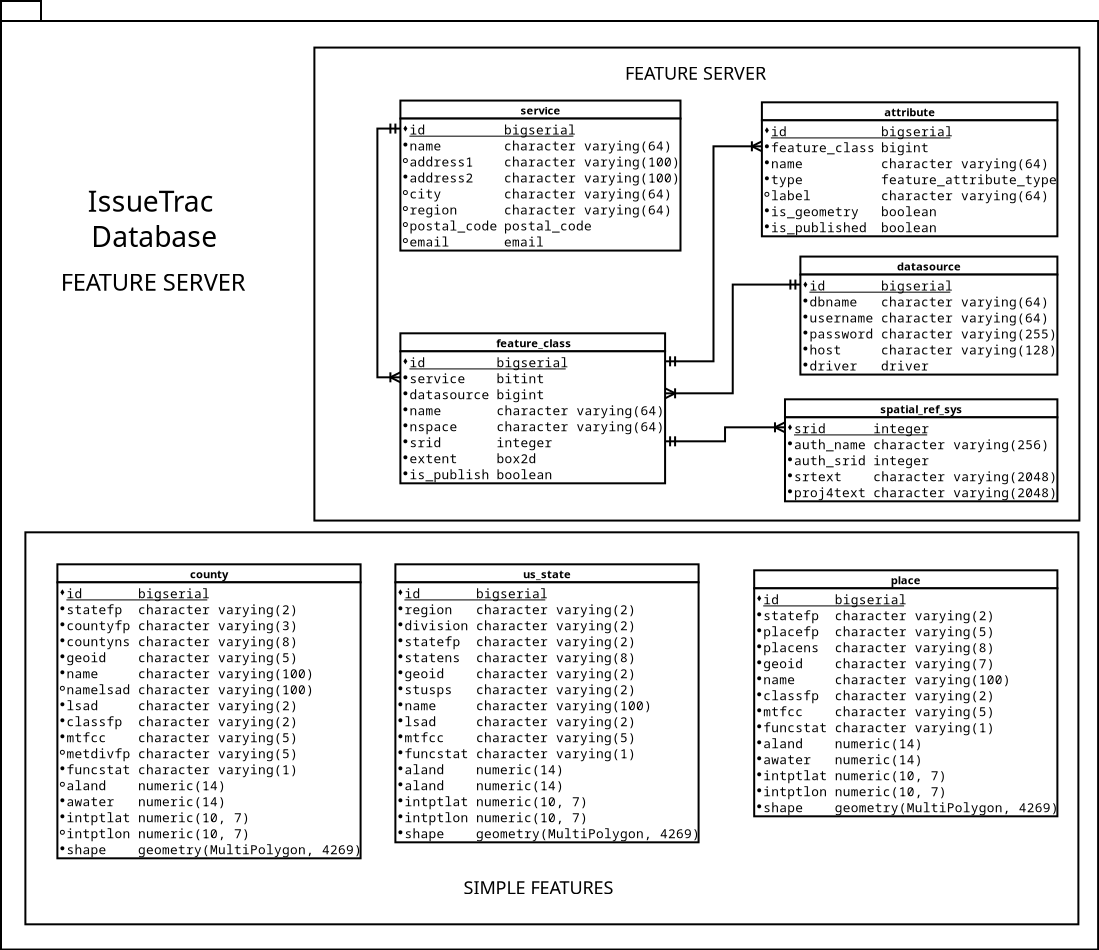 IssueTrac
Database
FEATURE SERVER
FEATURE SERVER
service
id bigserial
name character varying(64)
address1 character varying(100)
address2 character varying(100)
city character varying(64)
region character varying(64)
postal_code postal_code
email email
attribute
id bigserial
feature_class bigint
name character varying(64)
type feature_attribute_type
label character varying(64)
is_geometry boolean
is_published boolean
datasource
id bigserial
dbname character varying(64)
username character varying(64)
password character varying(255)
host character varying(128)
driver driver
feature_class
id bigserial
service bitint
datasource bigint
name character varying(64)
nspace character varying(64)
srid integer
extent box2d
is_publish boolean
spatial_ref_sys
srid integer
auth_name character varying(256)
auth_srid integer
srtext character varying(2048)
proj4text character varying(2048)
county
id bigserial
statefp character varying(2)
countyfp character varying(3)
countyns character varying(8)
geoid character varying(5)
name character varying(100)
namelsad character varying(100)
lsad character varying(2)
classfp character varying(2)
mtfcc character varying(5)
metdivfp character varying(5)
funcstat character varying(1)
aland numeric(14)
awater numeric(14)
intptlat numeric(10, 7)
intptlon numeric(10, 7)
shape geometry(MultiPolygon, 4269)
us_state
id bigserial
region character varying(2)
division character varying(2)
statefp character varying(2)
statens character varying(8)
geoid character varying(2)
stusps character varying(2)
name character varying(100)
lsad character varying(2)
mtfcc character varying(5)
funcstat character varying(1)
aland numeric(14)
aland numeric(14)
intptlat numeric(10, 7)
intptlon numeric(10, 7)
shape geometry(MultiPolygon, 4269)
place
id bigserial
statefp character varying(2)
placefp character varying(5)
placens character varying(8)
geoid character varying(7)
name character varying(100)
classfp character varying(2)
mtfcc character varying(5)
funcstat character varying(1)
aland numeric(14)
awater numeric(14)
intptlat numeric(10, 7)
intptlon numeric(10, 7)
shape geometry(MultiPolygon, 4269)
SIMPLE FEATURES